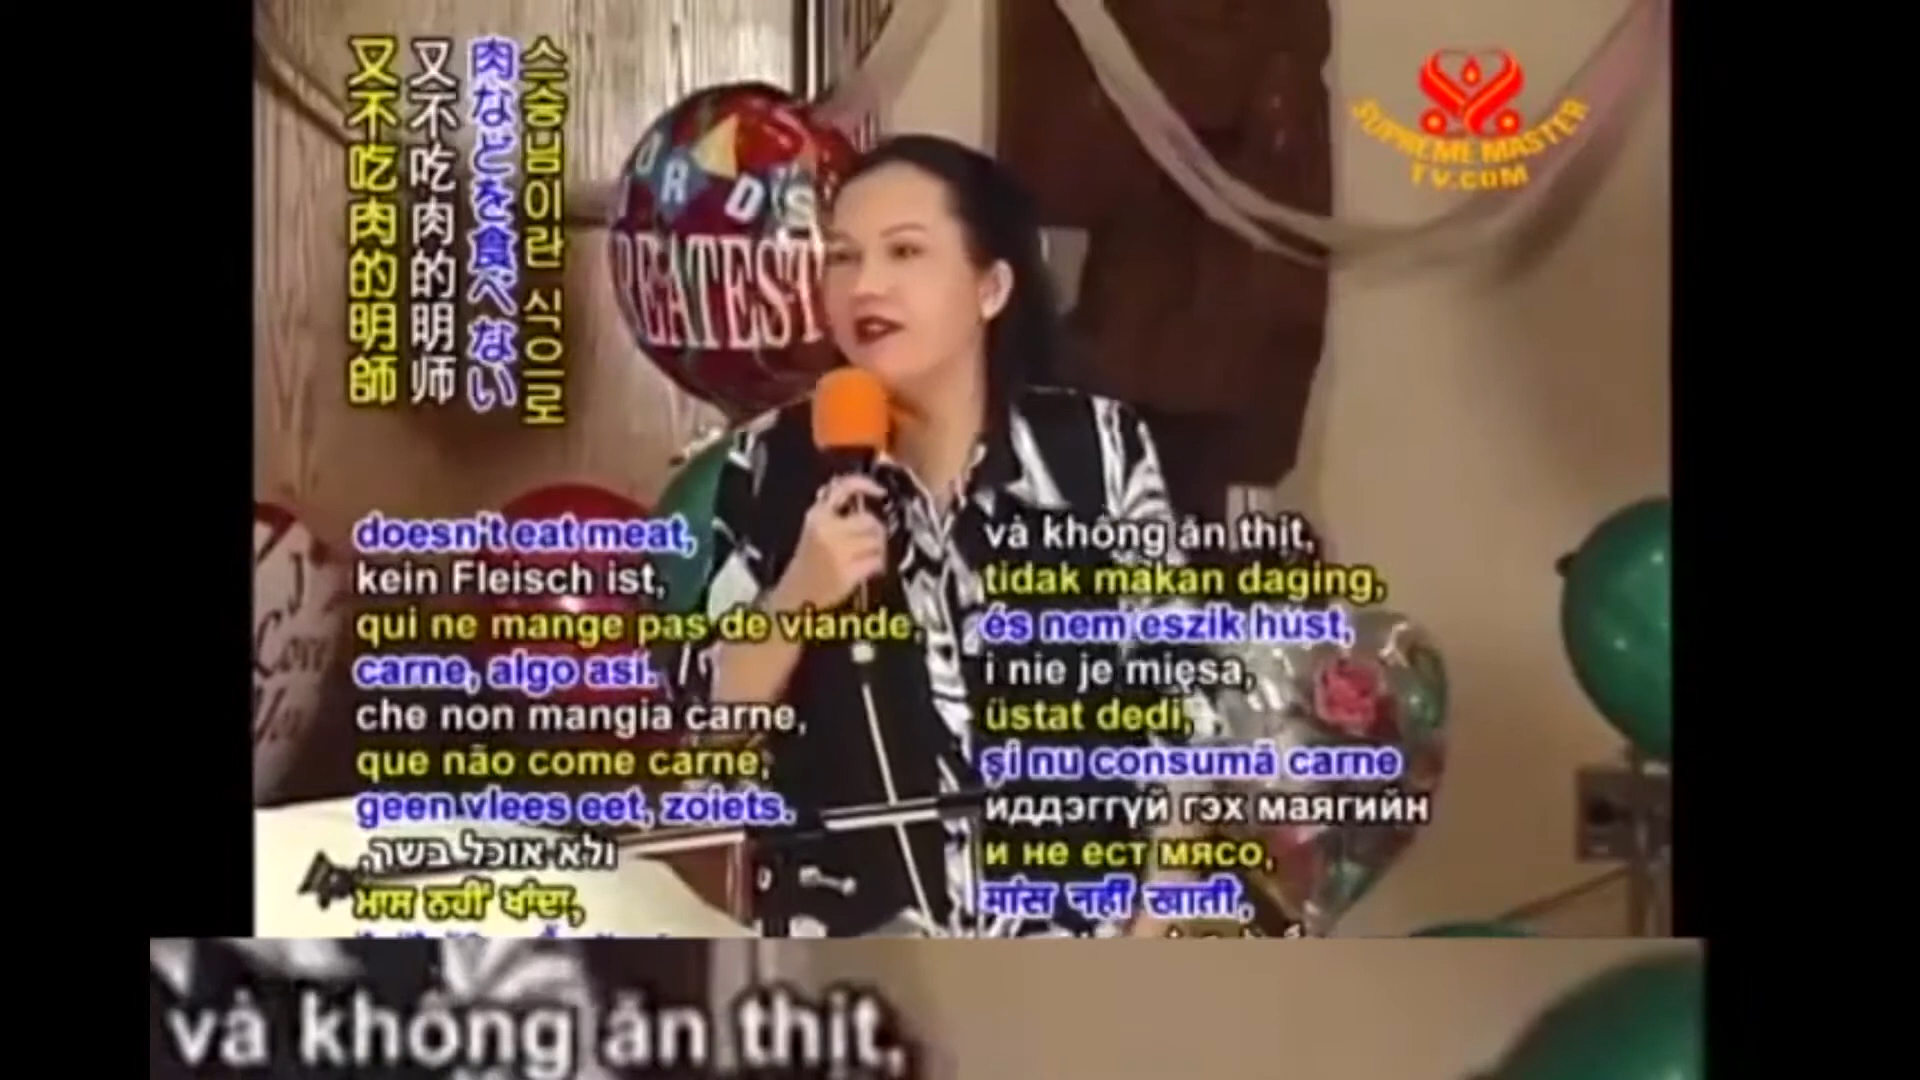 스승님이란 식으로
肉などを食べ ない
又不吃肉的明师
又不吃肉的明師
SUPREME MASTER
TV.COM
D'S
REATEST
doesn't eat meat,
kein Fleisch ist,
qui ne mange pas de viande,
carne, algo así.
che non mangia carne,
que não come carne,
geen vlees eet, zoiets.
ולא אוכל בשר,
ਮਾਸ ਨਹੀਂ ਖਾਂਦਾ,
và không ăn thịt,
tidak makan daging,
és nem eszik húst,
i nie je mięsa,
üstat dedi,
și nu consumă carne
иддэггүй гэх маягийн
и не ест мясо,
मांस नहीं खाती,
và không ăn thịt,